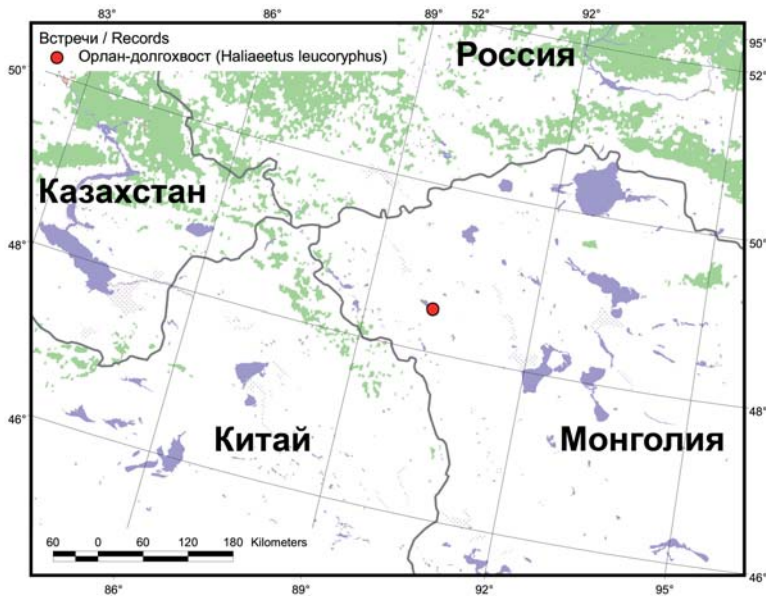 83° 86° 89° 52° 92°
Встречи / Records
Орлан-долгохвост (Haliaeetus leucoryphus)
Россия
95°
50°
52°
Казахстан
48°
50°
46°
48°
Китай
Монголия
60 0 60 120 180 Kilometers
46°
86° 89° 92° 95°